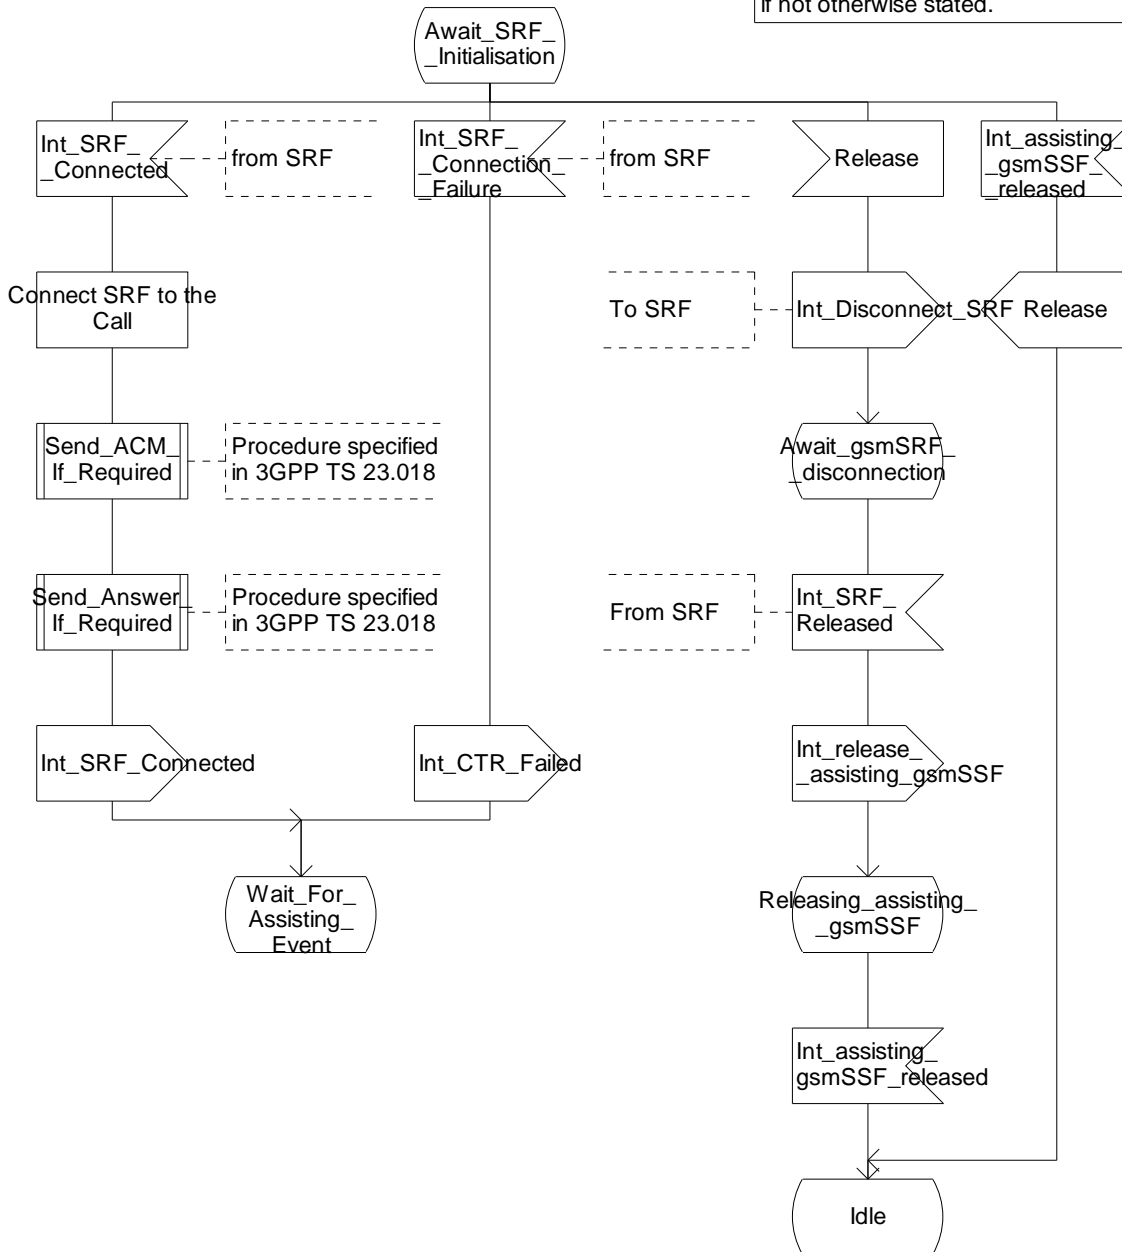 if not otherwise stated.
Await_SRF_
_Initialisation
Int_SRF_
_Connected
from SRF
Int_SRF_
_Connection_
_Failure
from SRF
Release
Int_assisting_
_gsmSSF_
_released
Connect SRF to the
Call
To SRF
Int_Disconnect_SRF
Release
Send_ACM_
If_Required
Procedure specified
in 3GPP TS 23.018
Await_gsmSRF_
_disconnection
Send_Answer_
If_Required
Procedure specified
in 3GPP TS 23.018
From SRF
Int_SRF_
Released
Int_SRF_Connected
Int_CTR_Failed
Int_release_
_assisting_gsmSSF
Wait_For_
Assisting_
Event
Releasing_assisting_
_gsmSSF
Int_assisting_
gsmSSF_released
Idle